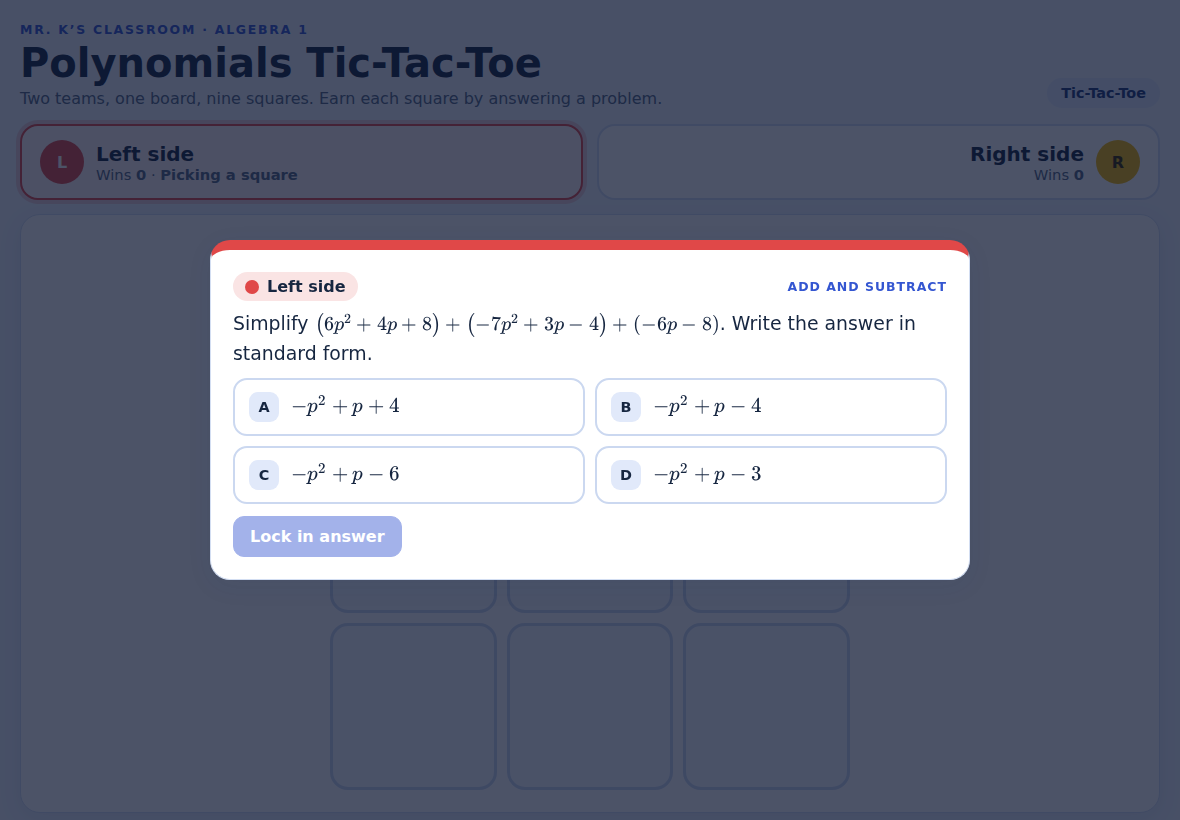 MR. K’S CLASSROOM · ALGEBRA 1
Polynomials Tic-Tac-Toe
Two teams, one board, nine squares. Earn each square by answering a problem.
Tic-Tac-Toe
L
Left side
Wins 0 · Picking a square
Right side
Wins 0
R
Left side
ADD AND SUBTRACT
Simplify (6p² + 4p + 8) + (−7p² + 3p − 4) + (−6p − 8). Write the answer in
standard form.
A −p² + p + 4
B −p² + p − 4
C −p² + p − 6
D −p² + p − 3
Lock in answer